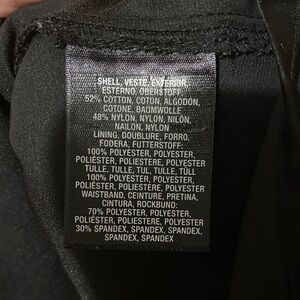 SHELL, VESTE, EXTERIOR,
ESTERNO, OBERSTOFF:
52% COTTON, COTON, ALGODON,
COTONE, BAUMWOLLE
48% NYLON, NYLON, NILÓN,
NAILON, NYLON
LINING, DOUBLURE, FORRO,
FODERA, FUTTERSTOFF:
100% POLYESTER, POLYESTER,
POLIÉSTER, POLIESTERE, POLYESTER
TULLE, TULLE, TUL, TULLE, TÜLL
100% POLYESTER, POLYESTER,
POLIÉSTER, POLIESTERE, POLYESTER
WAISTBAND, CEINTURE, PRETINA,
CINTURA, ROCKBUND:
70% POLYESTER, POLYESTER,
POLIÉSTER, POLIESTERE, POLYESTER
30% SPANDEX, SPANDEX,
SPANDEX, SPANDEX